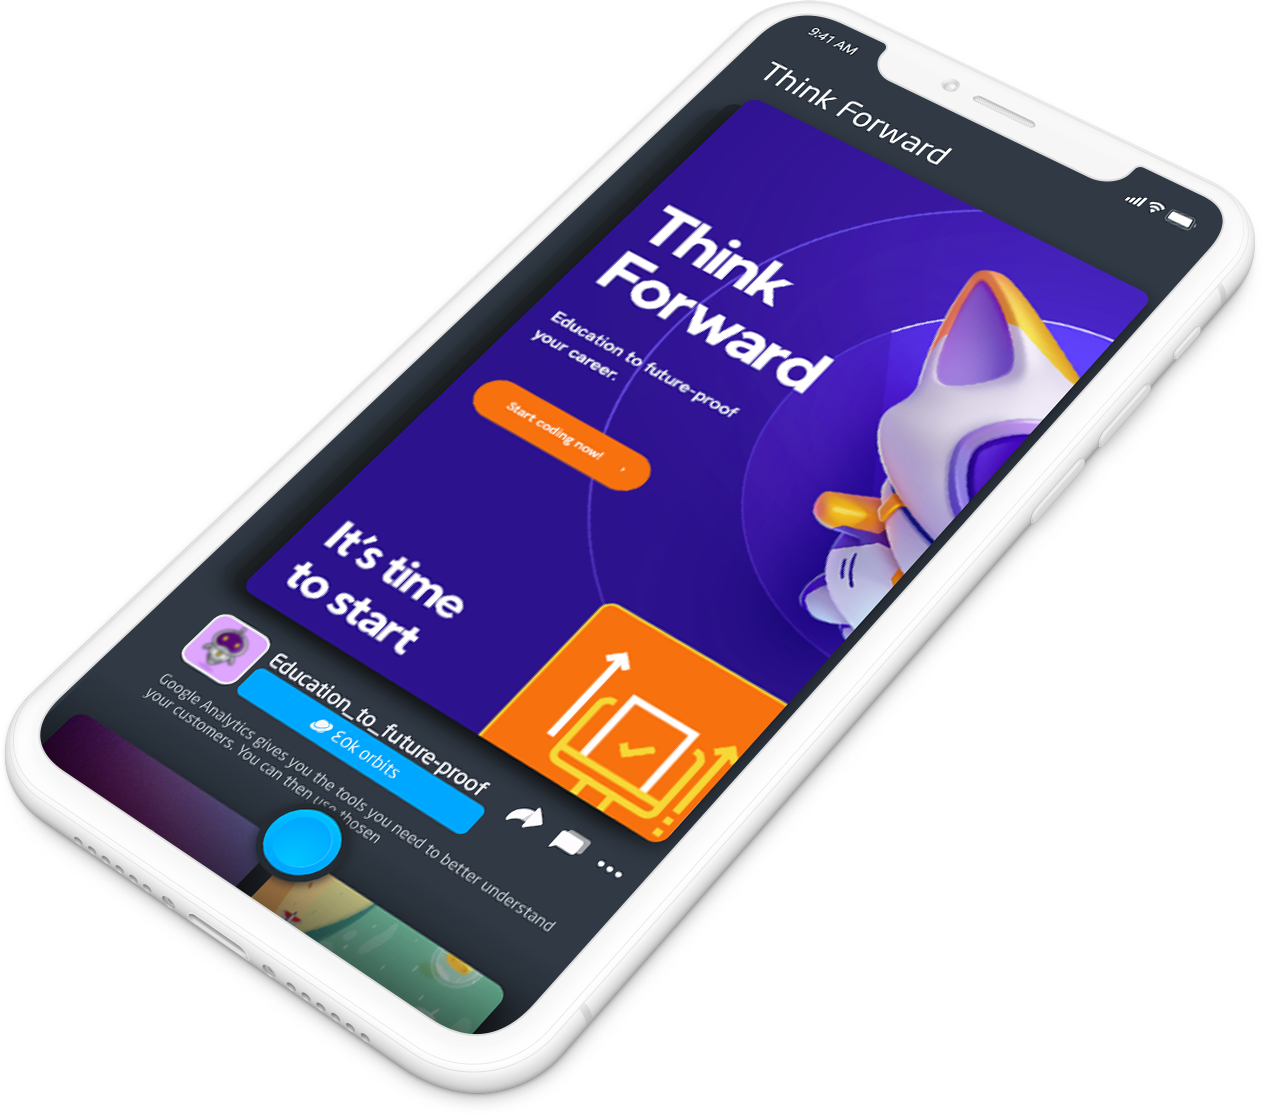 9:41 AM
Think Forward
Think
Forward
Education to future-proof
your career.
Start coding now!
It's time
to start
Education_to_future-proof
Ɛok orbits
Google Analytics gives you the tools you need to better understand
your customers. You can then use thosen